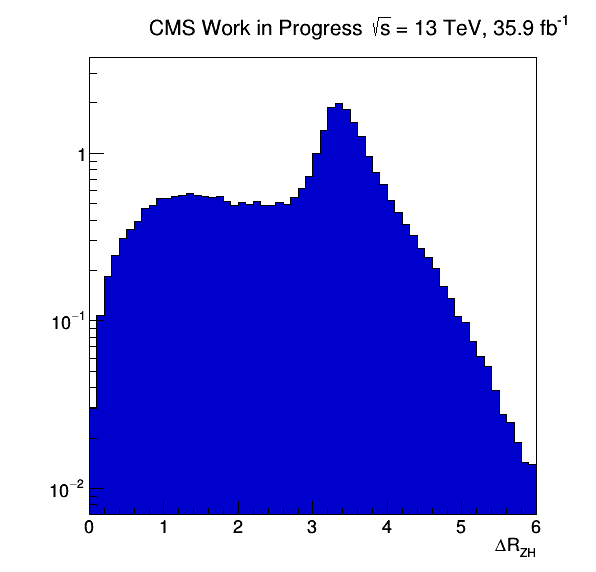 CMS Work in Progress √s = 13 TeV, 35.9 fb⁻¹
1
10⁻¹
10⁻²
0 1 2 3 4 5 6
ΔR_ZH